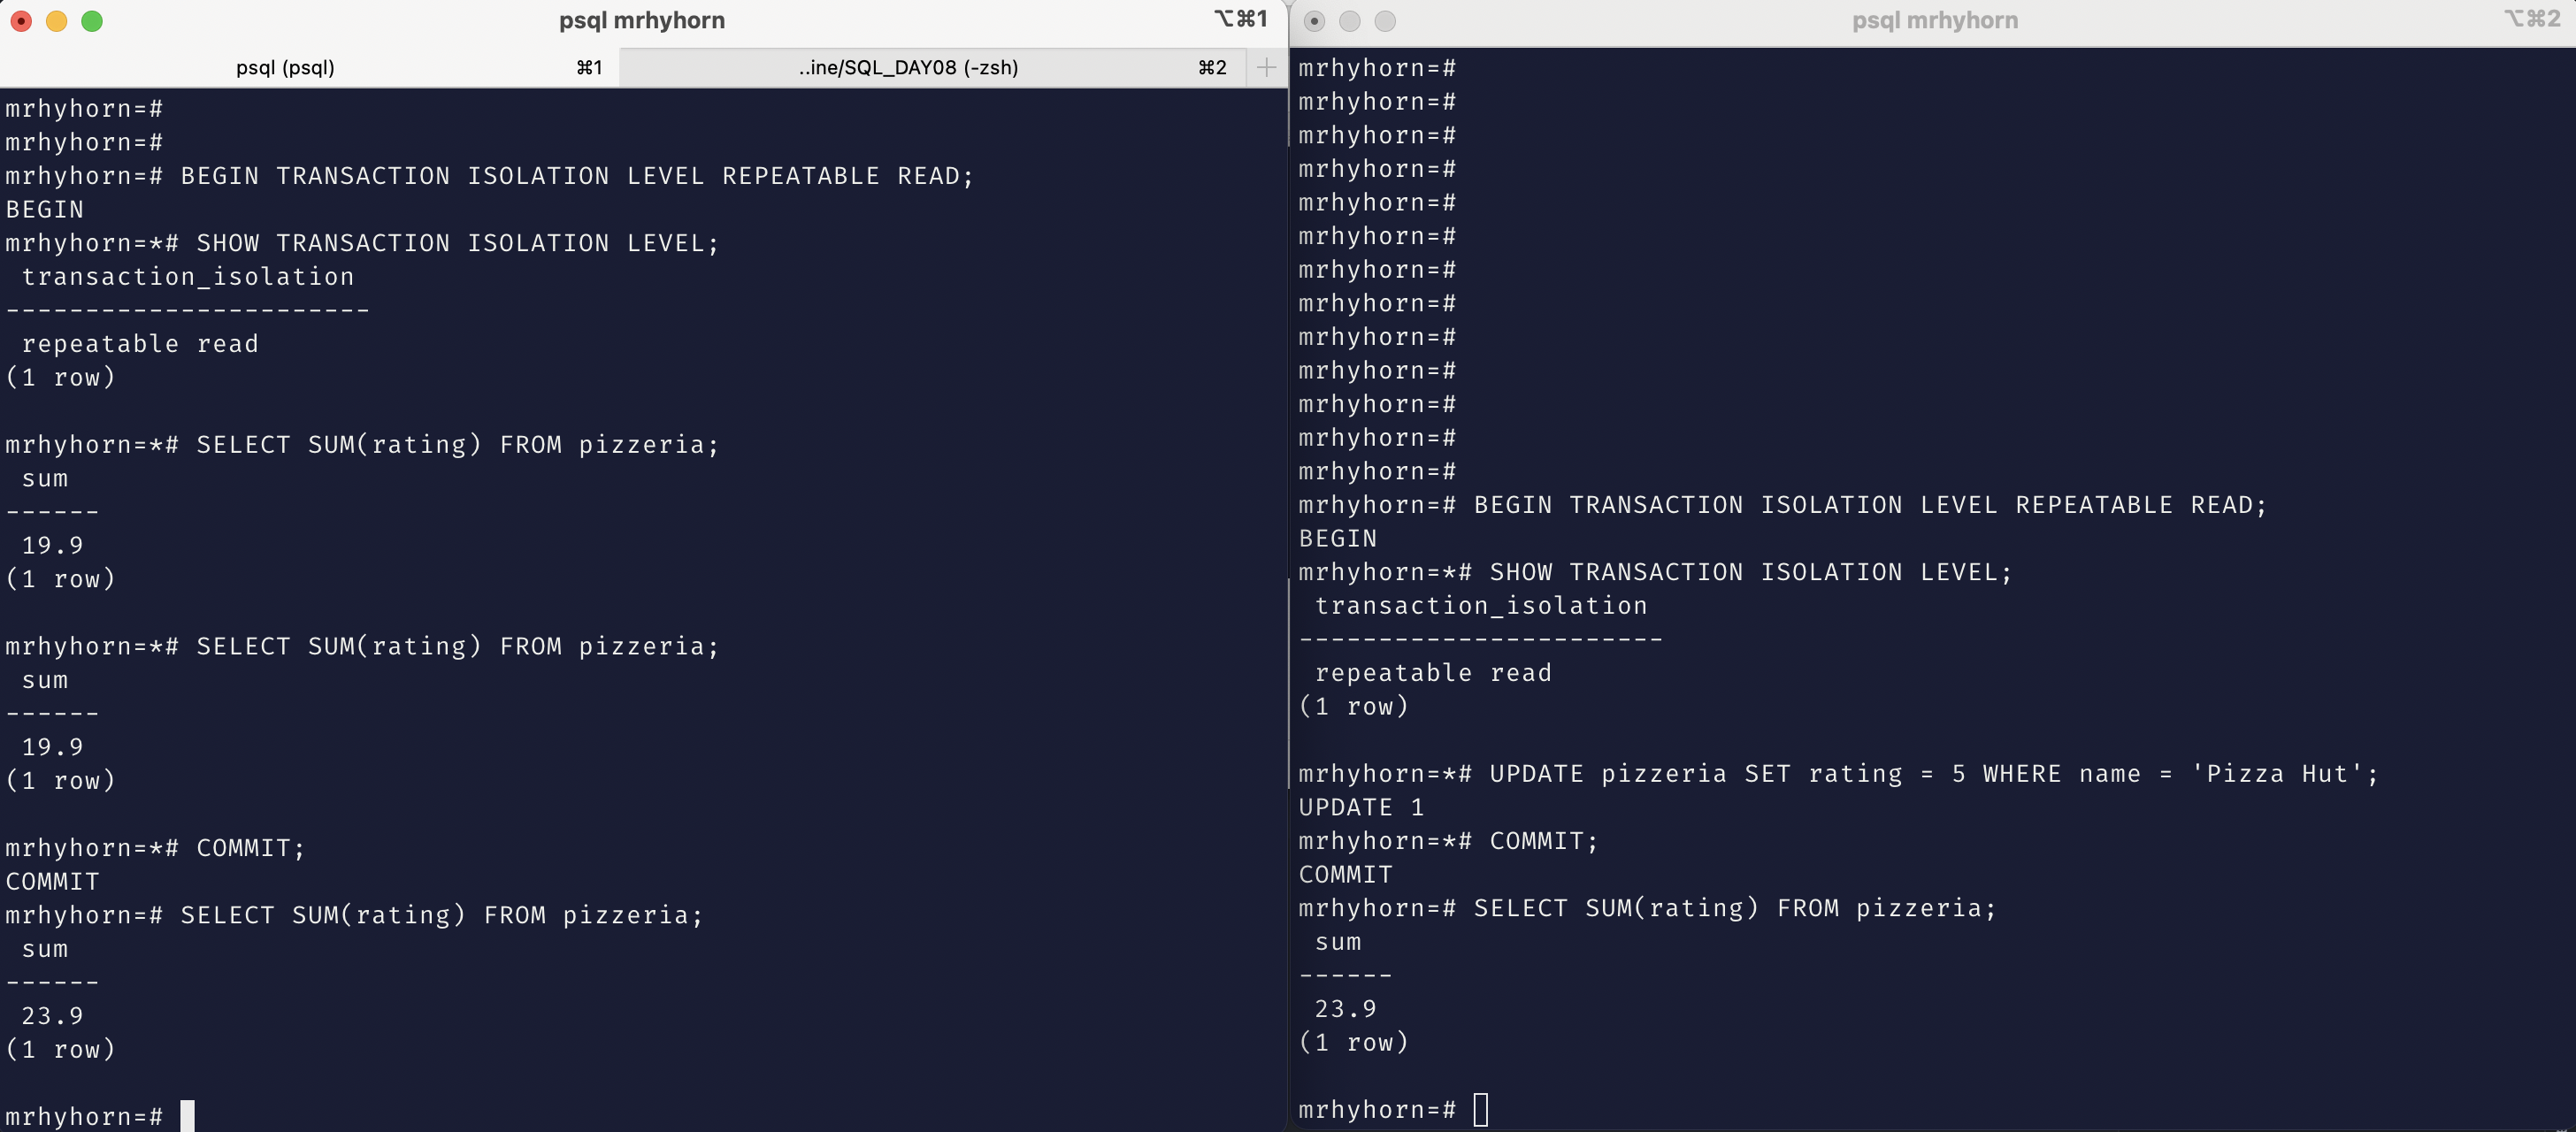 psql mrhyhorn ⌥⌘1
psql (psql) ⌘1 ..ine/SQL_DAY08 (-zsh) ⌘2 +
mrhyhorn=#
mrhyhorn=#
mrhyhorn=# BEGIN TRANSACTION ISOLATION LEVEL REPEATABLE READ;
BEGIN
mrhyhorn=*# SHOW TRANSACTION ISOLATION LEVEL;
transaction_isolation
-----------------------
repeatable read
(1 row)
mrhyhorn=*# SELECT SUM(rating) FROM pizzeria;
sum
------
19.9
(1 row)
mrhyhorn=*# SELECT SUM(rating) FROM pizzeria;
sum
------
19.9
(1 row)
mrhyhorn=*# COMMIT;
COMMIT
mrhyhorn=# SELECT SUM(rating) FROM pizzeria;
sum
------
23.9
(1 row)
mrhyhorn=#
psql mrhyhorn ⌥⌘2
mrhyhorn=#
mrhyhorn=#
mrhyhorn=#
mrhyhorn=#
mrhyhorn=#
mrhyhorn=#
mrhyhorn=#
mrhyhorn=#
mrhyhorn=#
mrhyhorn=#
mrhyhorn=#
mrhyhorn=#
mrhyhorn=#
mrhyhorn=# BEGIN TRANSACTION ISOLATION LEVEL REPEATABLE READ;
BEGIN
mrhyhorn=*# SHOW TRANSACTION ISOLATION LEVEL;
transaction_isolation
-----------------------
repeatable read
(1 row)
mrhyhorn=*# UPDATE pizzeria SET rating = 5 WHERE name = 'Pizza Hut';
UPDATE 1
mrhyhorn=*# COMMIT;
COMMIT
mrhyhorn=# SELECT SUM(rating) FROM pizzeria;
sum
------
23.9
(1 row)
mrhyhorn=#